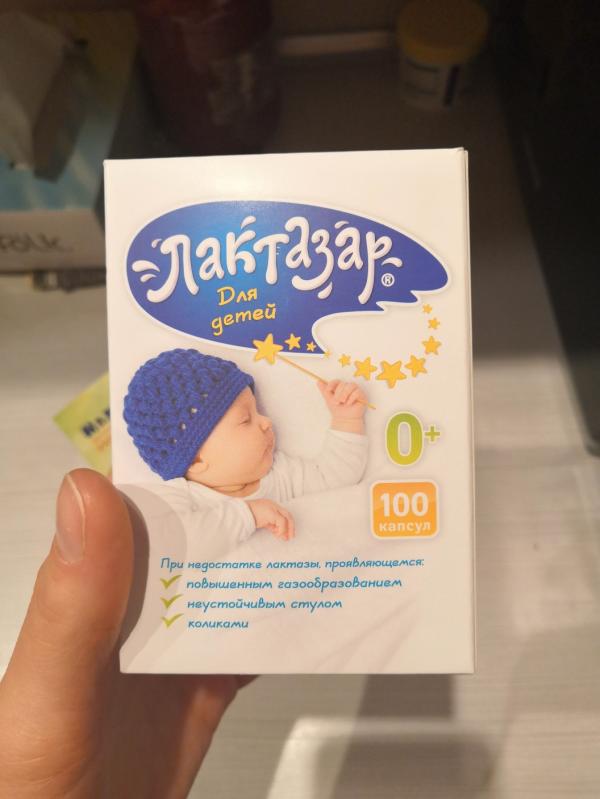 Лактазар®
Для
детей
0+
100
капсул
При недостатке лактазы, проявляющемся:
повышенным газообразованием
неустойчивым стулом
коликами